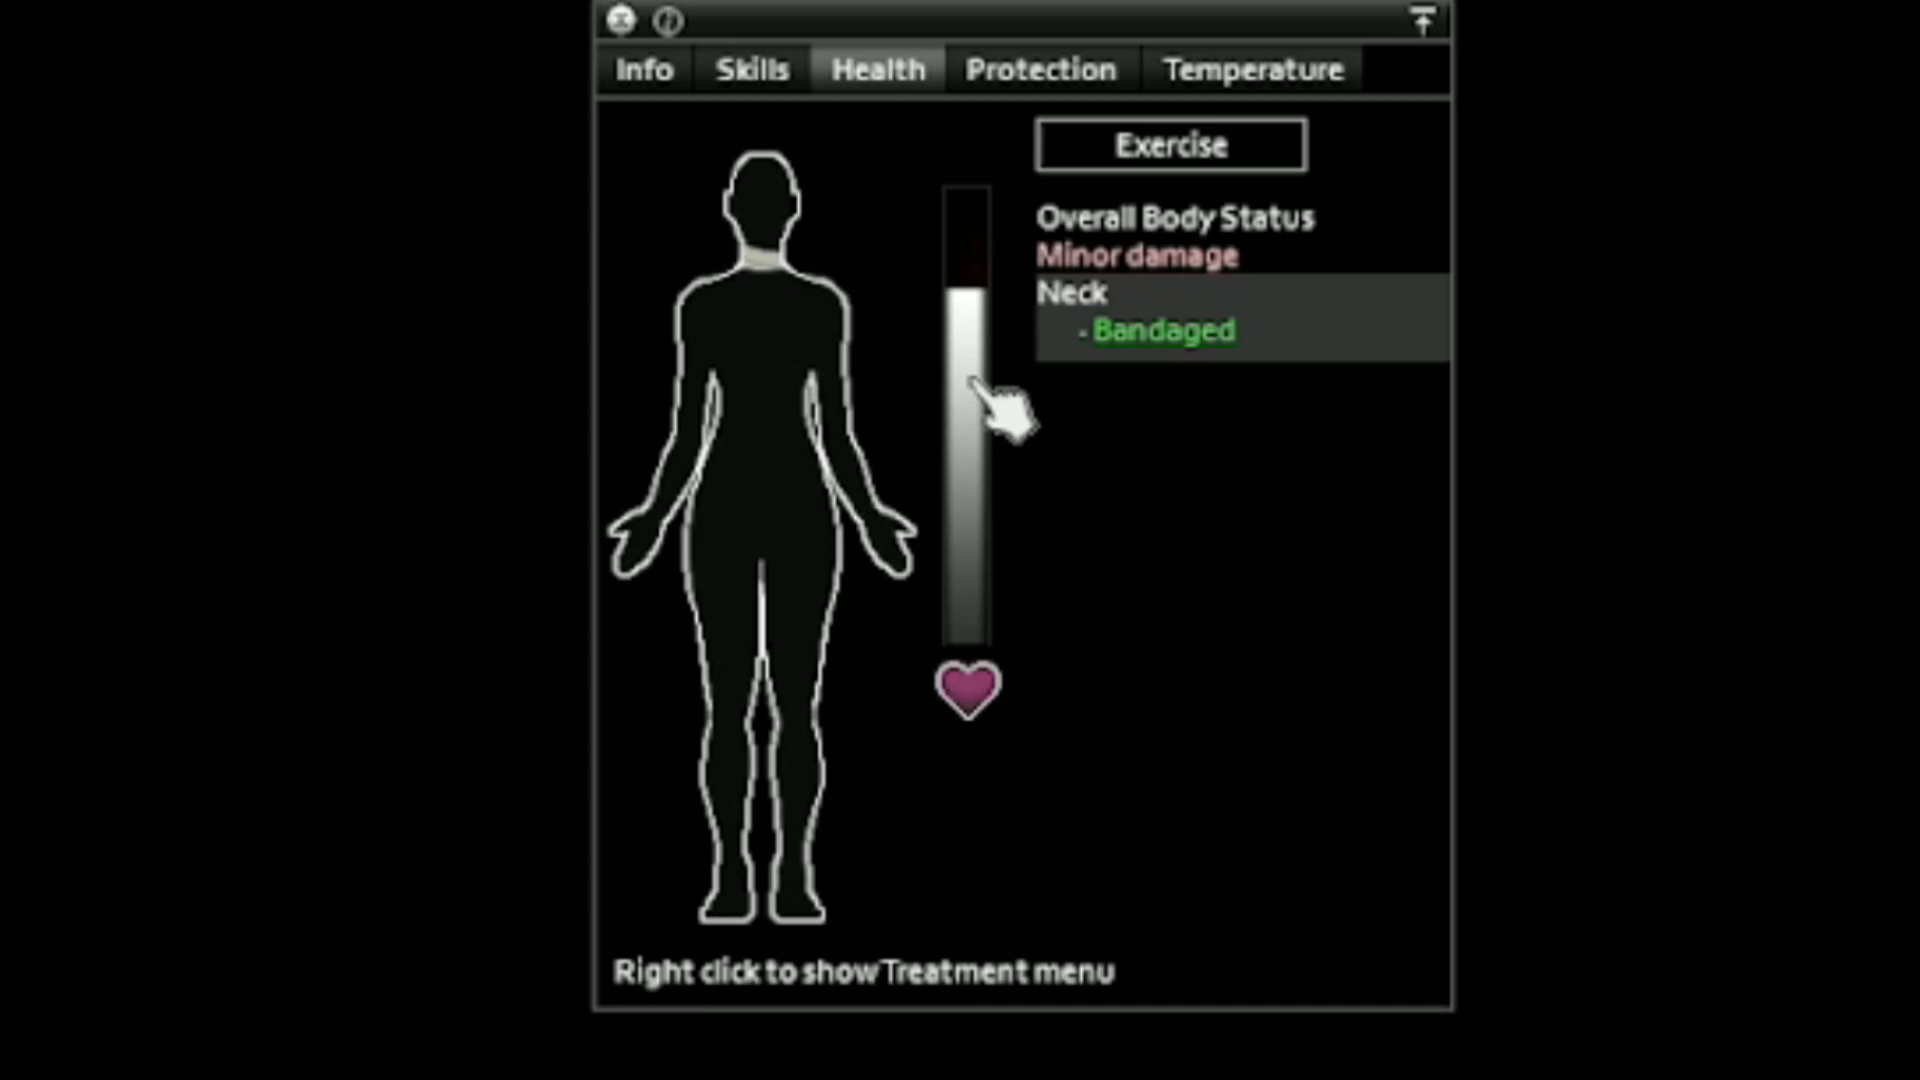 Info Skills Health Protection Temperature
Exercise
Overall Body Status
Minor damage
Neck
- Bandaged
Right click to show Treatment menu